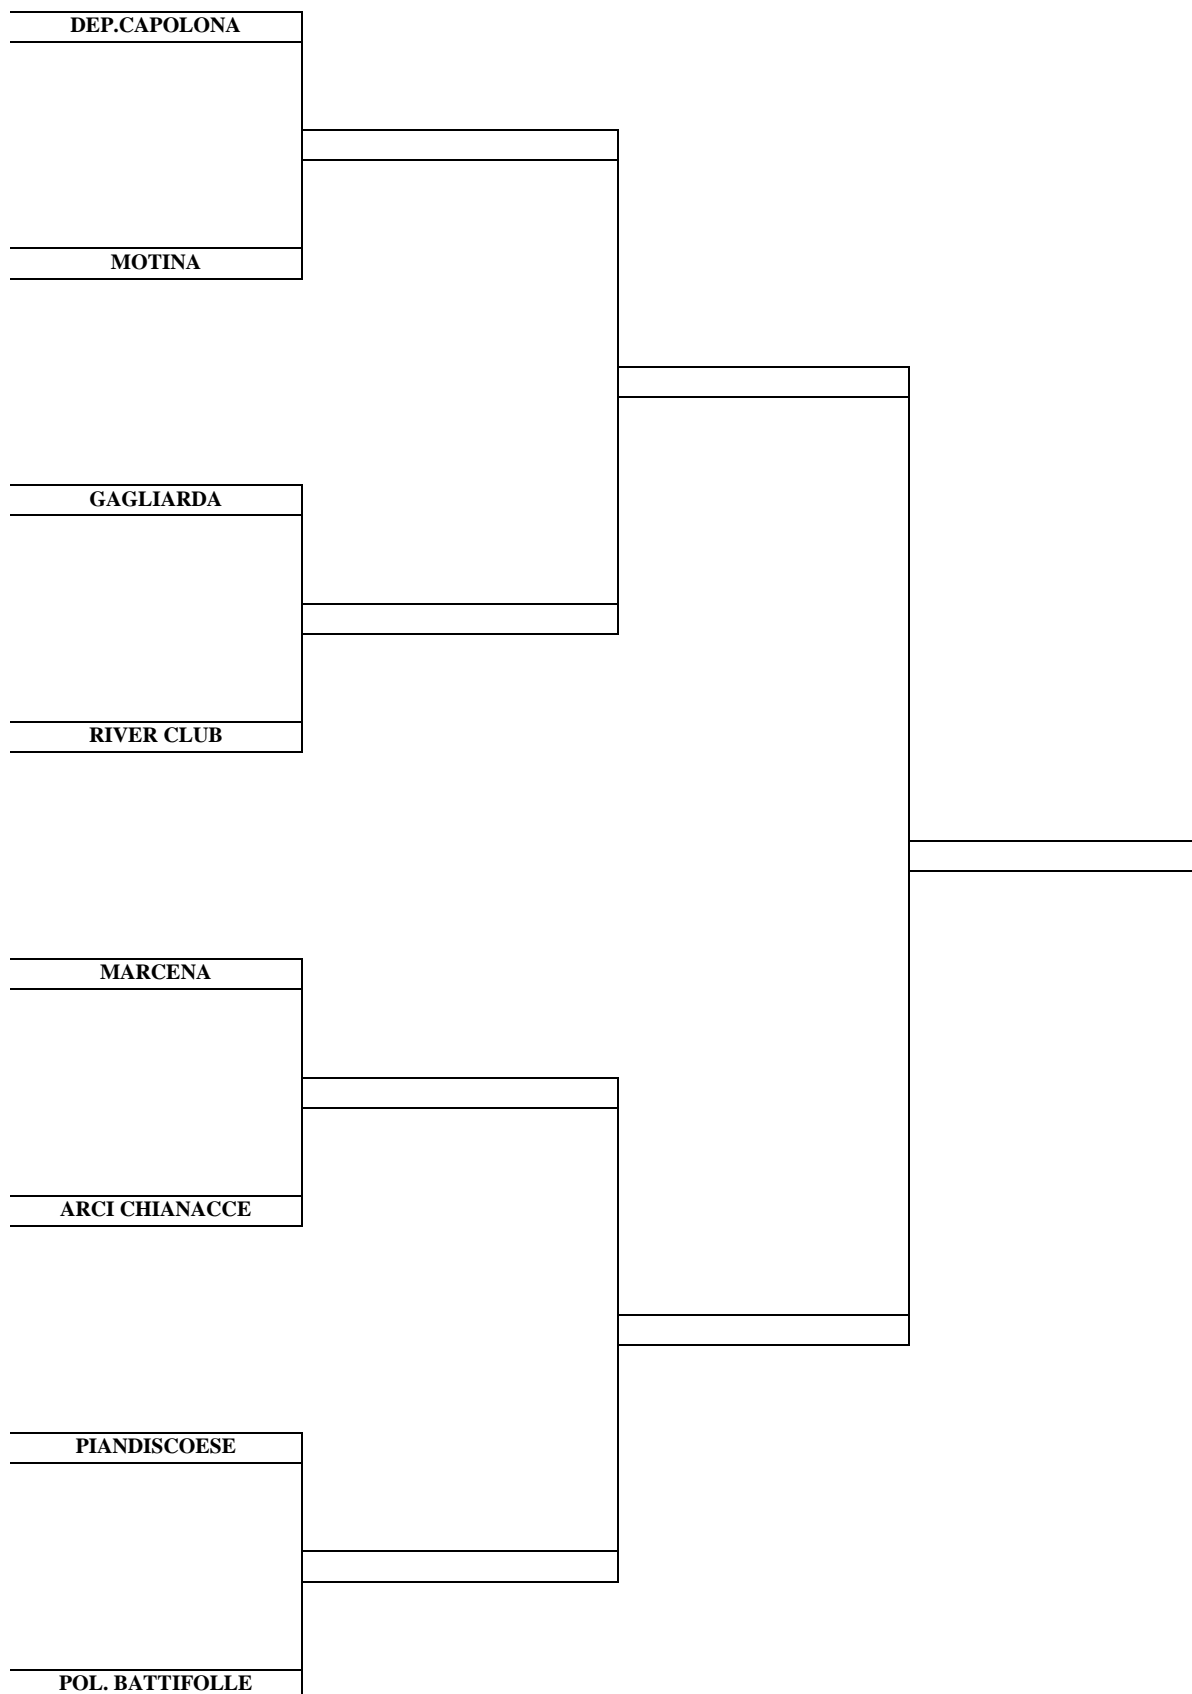 DEP.CAPOLONA
MOTINA
GAGLIARDA
RIVER CLUB
MARCENA
ARCI CHIANACCE
PIANDISCOESE
POL. BATTIFOLLE